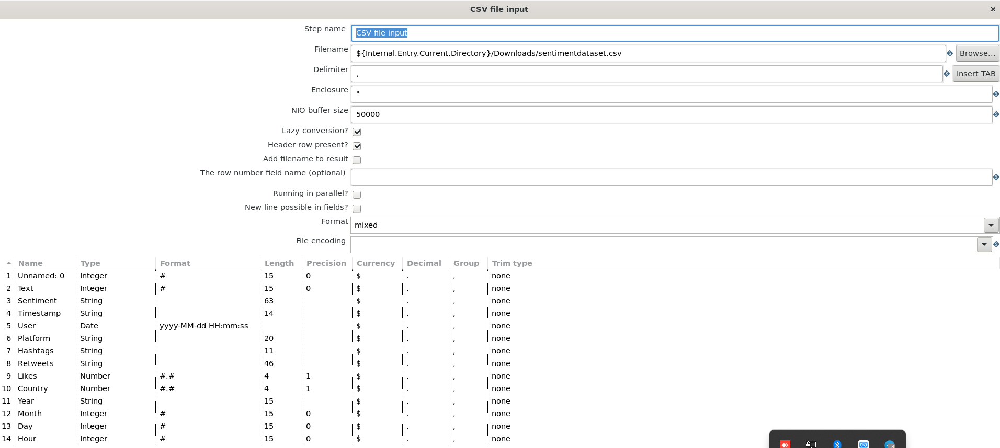 CSV file input ×
Step name CSV file input
Filename ${Internal.Entry.Current.Directory}/Downloads/sentimentdataset.csv Browse...
Delimiter , Insert TAB
Enclosure "
NIO buffer size 50000
Lazy conversion?
Header row present?
Add filename to result
The row number field name (optional)
Running in parallel?
New line possible in fields?
Format mixed
File encoding
Name Type Format Length Precision Currency Decimal Group Trim type
1 Unnamed: 0 Integer # 15 0 $ . , none
2 Text Integer # 15 0 $ . , none
3 Sentiment String 63 $ . , none
4 Timestamp String 14 $ . , none
5 User Date yyyy-MM-dd HH:mm:ss $ . , none
6 Platform String 20 $ . , none
7 Hashtags String 11 $ . , none
8 Retweets String 46 $ . , none
9 Likes Number #.# 4 1 $ . , none
10 Country Number #.# 4 1 $ . , none
11 Year String 15 $ . , none
12 Month Integer # 15 0 $ . , none
13 Day Integer # 15 0 $ . , none
14 Hour Integer # 15 0 $ . , none